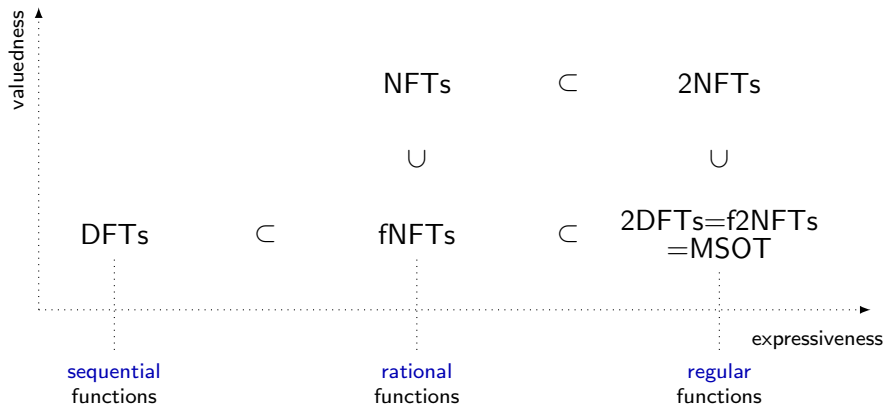 valuedness
NFTs ⊂ 2NFTs
∪ ∪
DFTs ⊂ fNFTs ⊂ 2DFTs=f2NFTs
=MSOT
expressiveness
sequential rational regular
functions functions functions